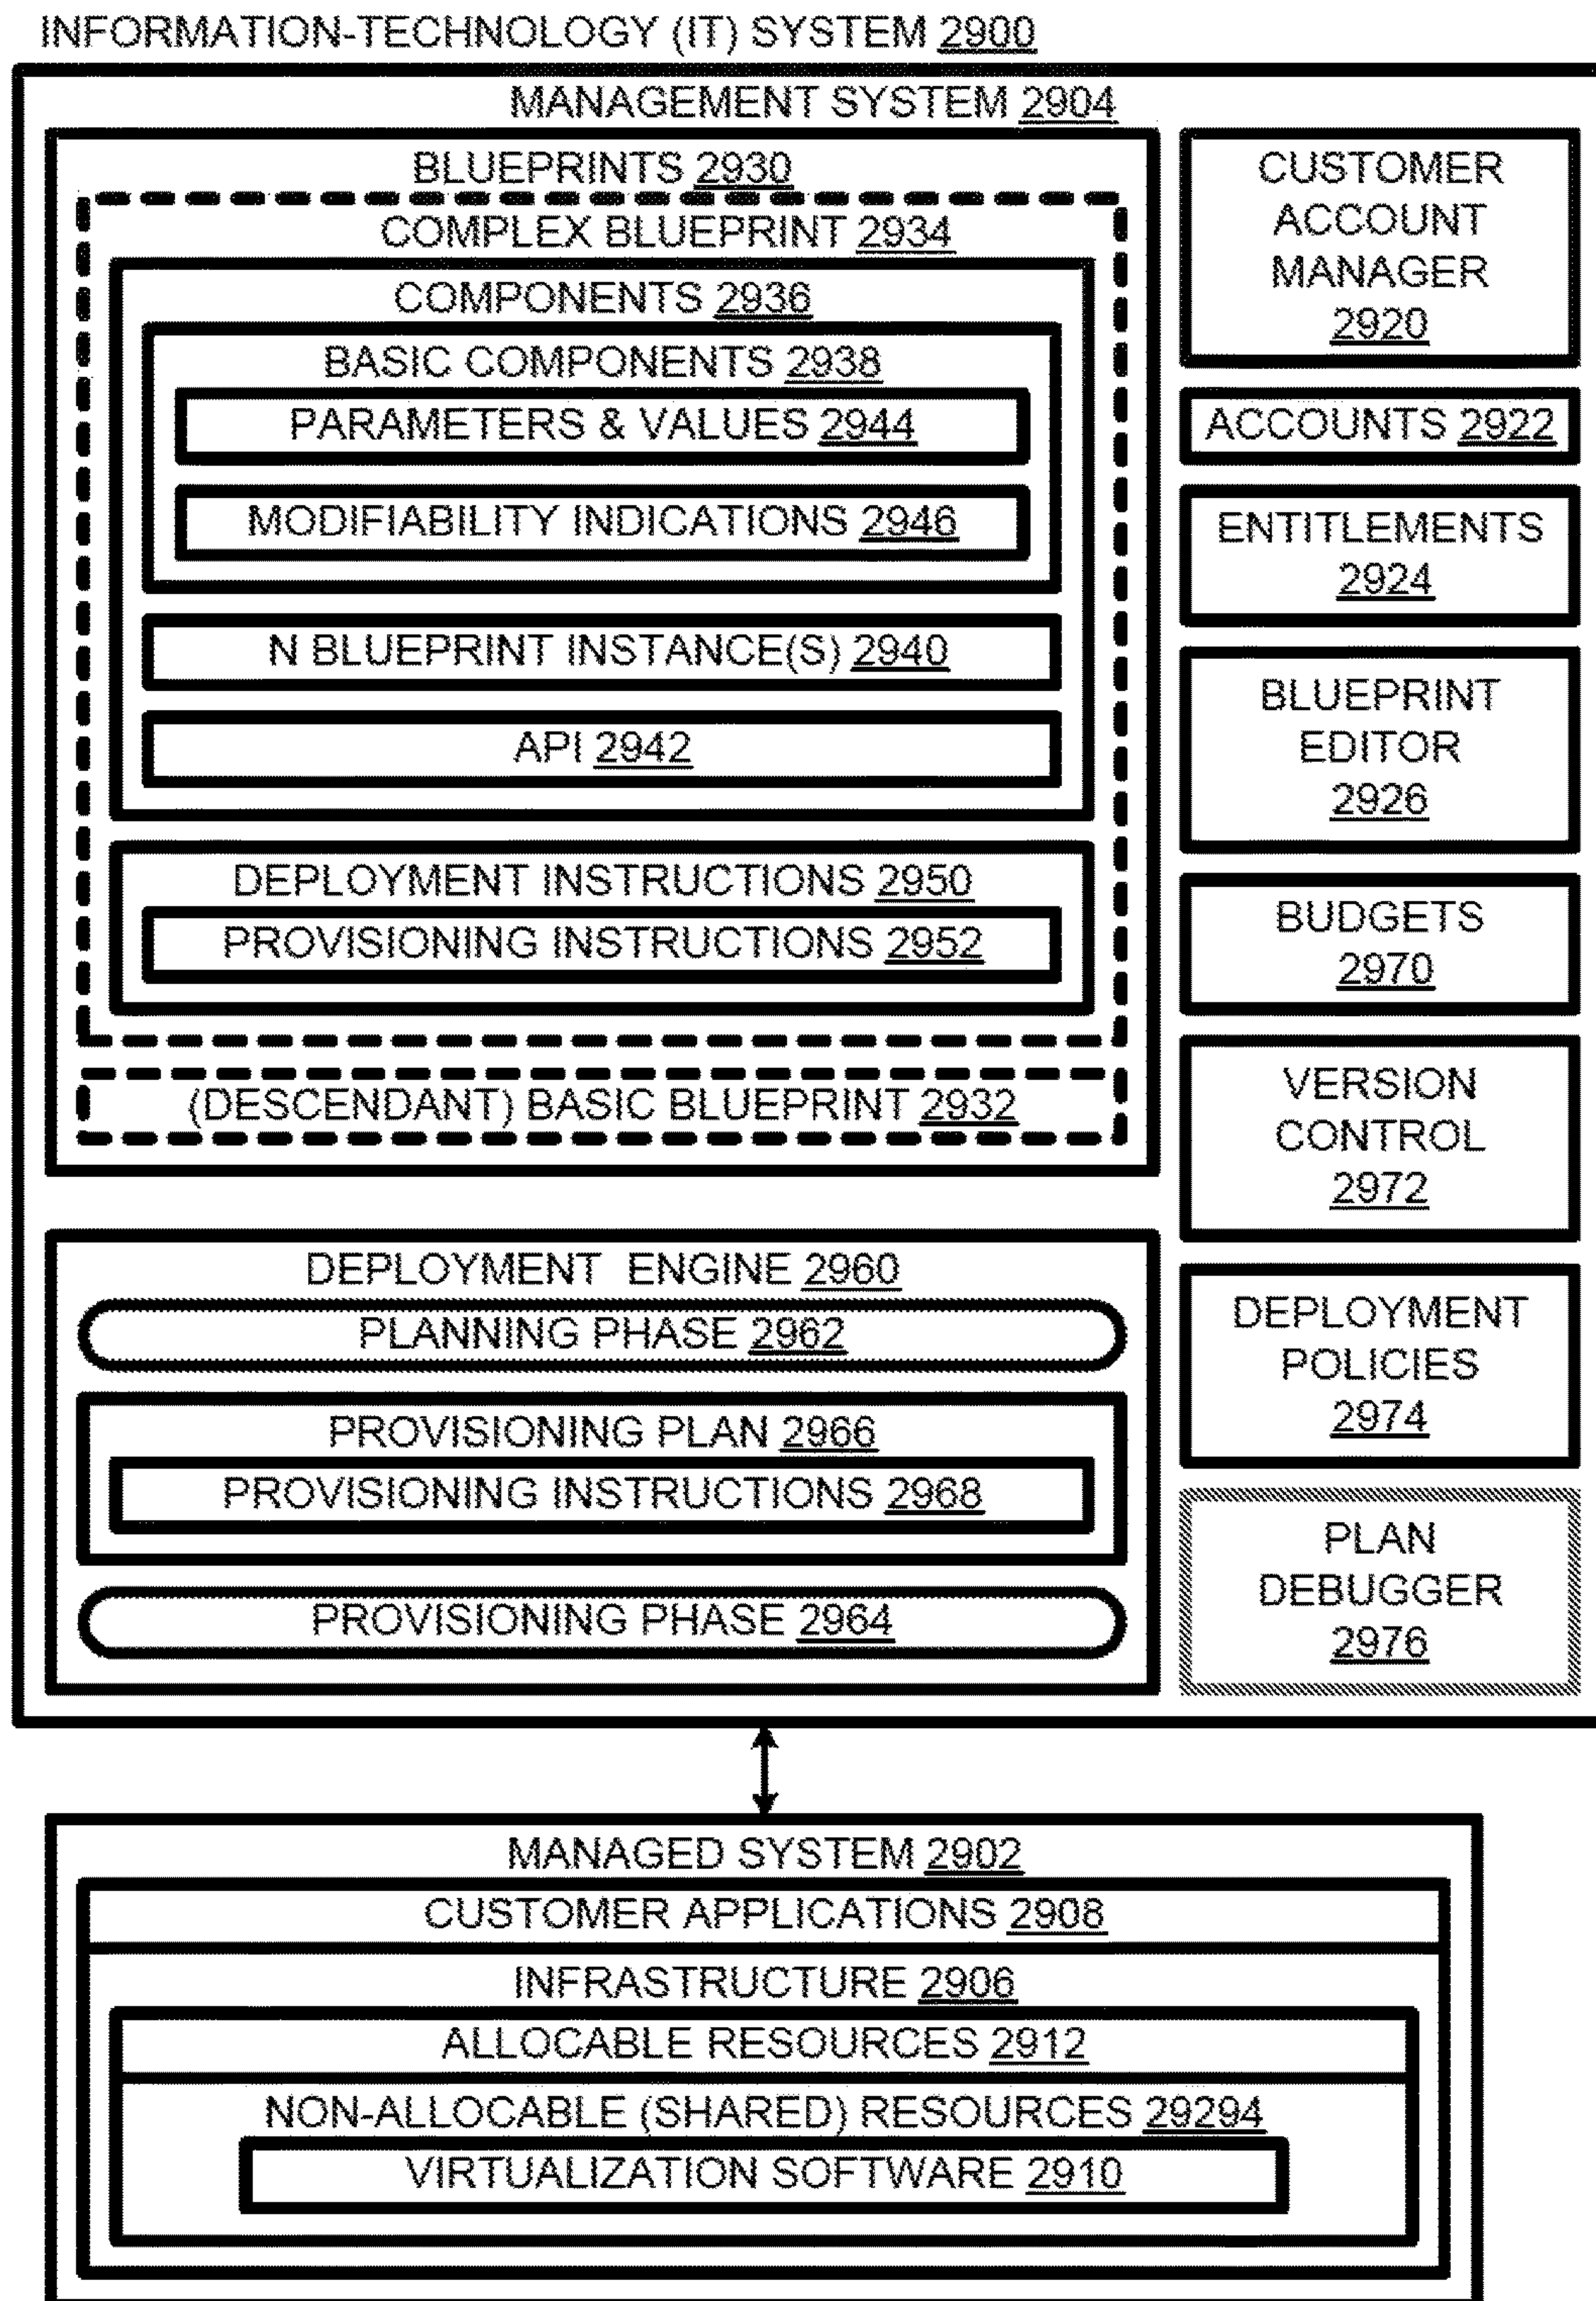 INFORMATION-TECHNOLOGY (IT) SYSTEM 2900
MANAGEMENT SYSTEM 2904
BLUEPRINTS 2930
COMPLEX BLUEPRINT 2934
COMPONENTS 2936
BASIC COMPONENTS 2938
PARAMETERS & VALUES 2944
MODIFIABILITY INDICATIONS 2946
N BLUEPRINT INSTANCE(S) 2940
API 2942
DEPLOYMENT INSTRUCTIONS 2950
PROVISIONING INSTRUCTIONS 2952
(DESCENDANT) BASIC BLUEPRINT 2932
DEPLOYMENT ENGINE 2960
PLANNING PHASE 2962
PROVISIONING PLAN 2966
PROVISIONING INSTRUCTIONS 2968
PROVISIONING PHASE 2964
CUSTOMER
ACCOUNT
MANAGER
2920
ACCOUNTS 2922
ENTITLEMENTS
2924
BLUEPRINT
EDITOR
2926
BUDGETS
2970
VERSION
CONTROL
2972
DEPLOYMENT
POLICIES
2974
PLAN
DEBUGGER
2976
MANAGED SYSTEM 2902
CUSTOMER APPLICATIONS 2908
INFRASTRUCTURE 2906
ALLOCABLE RESOURCES 2912
NON-ALLOCABLE (SHARED) RESOURCES 29294
VIRTUALIZATION SOFTWARE 2910